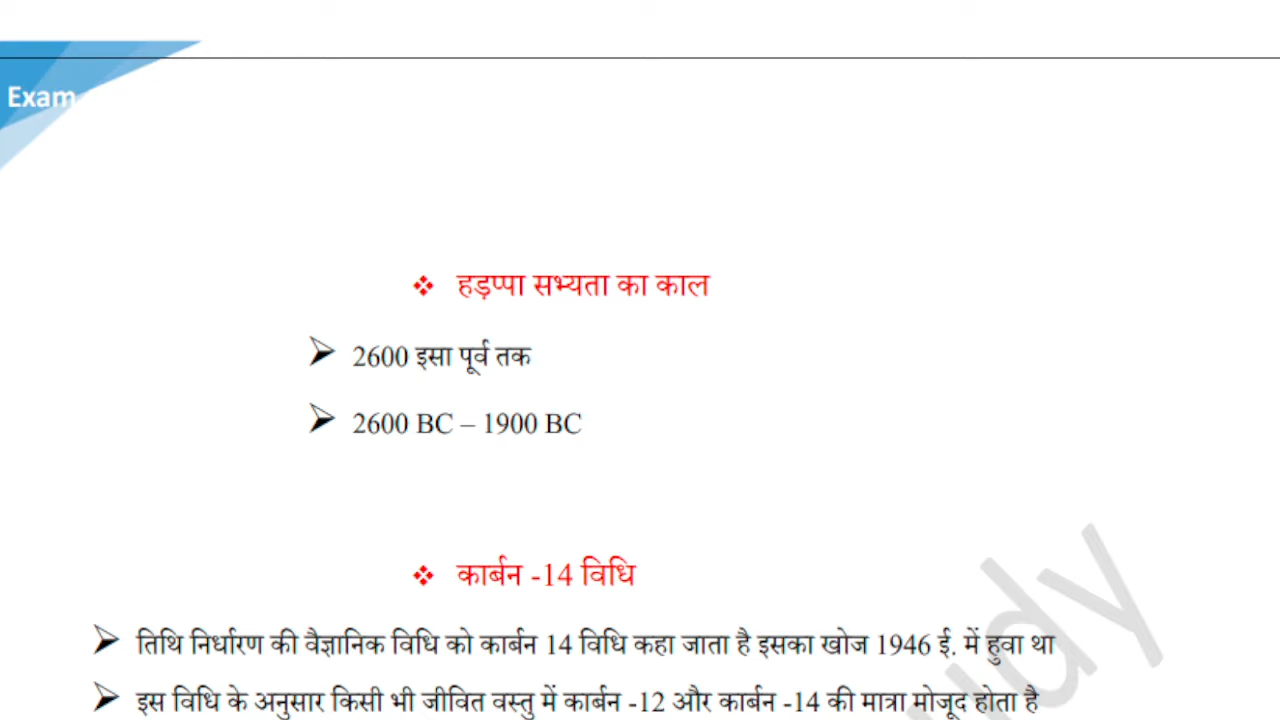 Exam
❖ हड़प्पा सभ्यता का काल
➤ 2600 इसा पूर्व तक
➤ 2600 BC – 1900 BC
❖ कार्बन -14 विधि
➤ तिथि निर्धारण की वैज्ञानिक विधि को कार्बन 14 विधि कहा जाता है इसका खोज 1946 ई. में हुवा था
➤ इस विधि के अनुसार किसी भी जीवित वस्तु में कार्बन -12 और कार्बन -14 की मात्रा मोजूद होता है